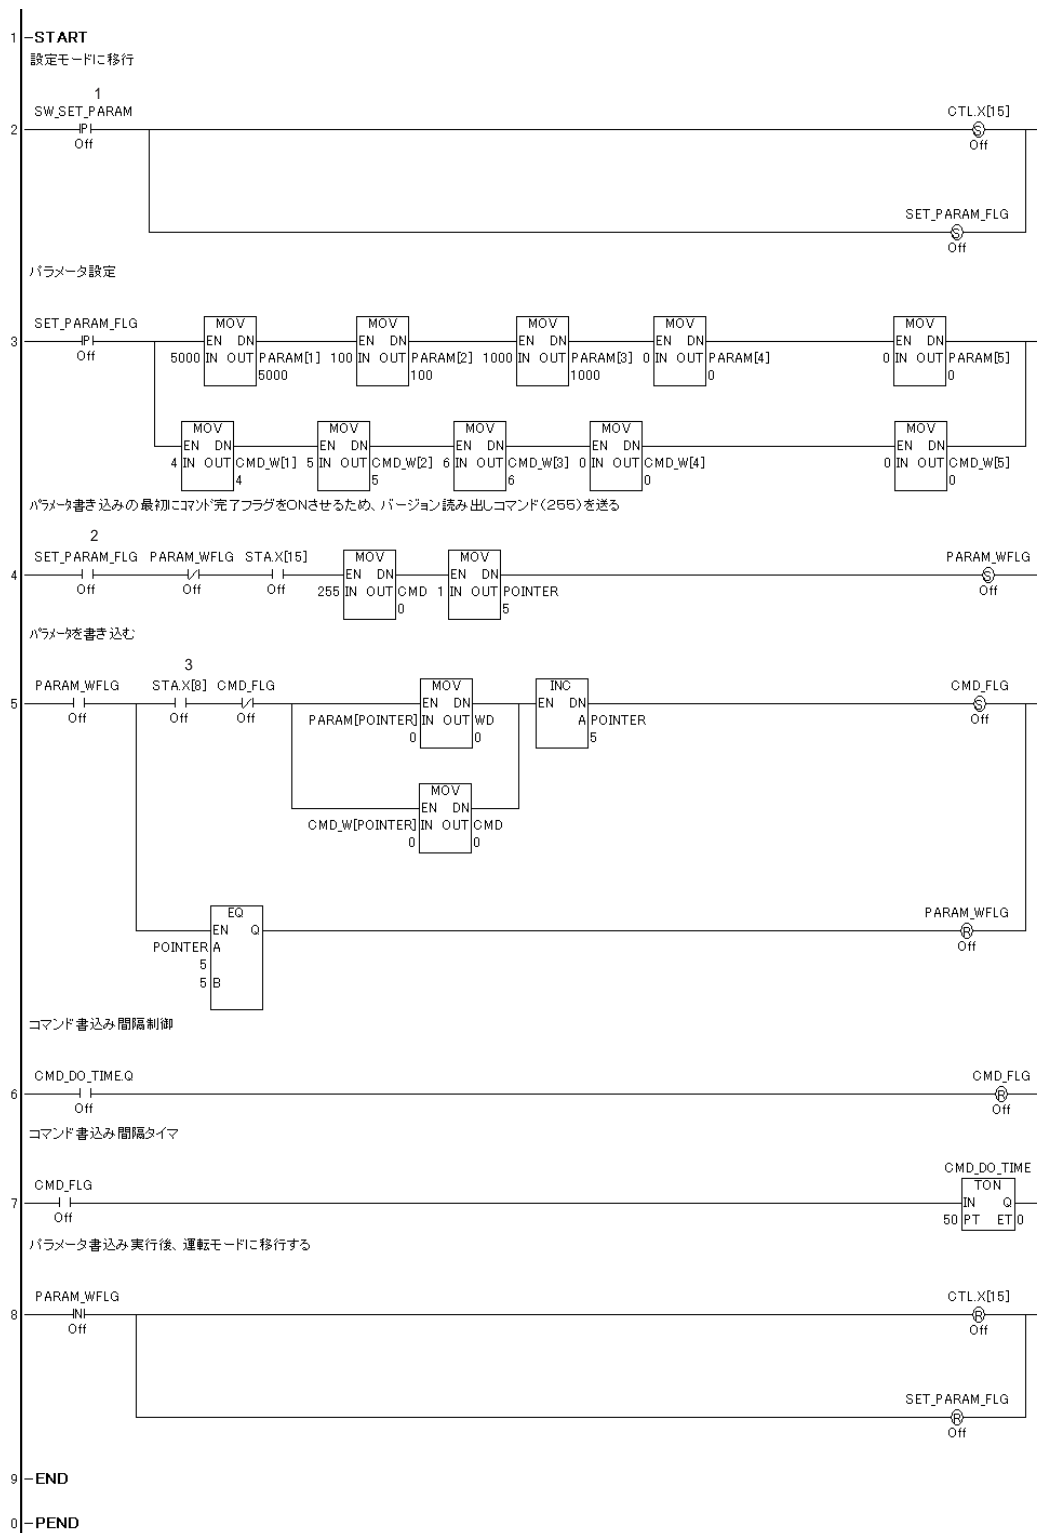 1 START
設定モードに移行
1
SW_SET_PARAM CTL.X[15]
2 P S
Off Off
SET_PARAM_FLG
S
Off
パラメータ設定
SET_PARAM_FLG MOV MOV MOV MOV MOV
3 P EN DN EN DN EN DN EN DN EN DN
Off 5000 IN OUT PARAM[1] 100 IN OUT PARAM[2] 1000 IN OUT PARAM[3] 0 IN OUT PARAM[4] 0 IN OUT PARAM[5]
5000 100 1000 0 0
MOV MOV MOV MOV MOV
EN DN EN DN EN DN EN DN EN DN
4 IN OUT CMD_W[1] 5 IN OUT CMD_W[2] 6 IN OUT CMD_W[3] 0 IN OUT CMD_W[4] 0 IN OUT CMD_W[5]
4 5 6 0 0
パラメータ書き込みの最初にコマンド完了フラグをONさせるため、バージョン読み出しコマンド(255)を送る
2
SET_PARAM_FLG PARAM_WFLG STA.X[15] MOV MOV PARAM_WFLG
4 EN DN EN DN S
Off Off Off 255 IN OUT CMD 1 IN OUT POINTER Off
0 5
パラメータを書き込む
3
PARAM_WFLG STA.X[8] CMD_FLG MOV INC CMD_FLG
5 EN DN EN DN S
Off Off Off PARAM[POINTER] IN OUT WD A POINTER Off
0 0 5
MOV
EN DN
CMD_W[POINTER] IN OUT CMD
0 0
EQ PARAM_WFLG
EN Q R
POINTER A Off
5
5 B
コマンド書込み間隔制御
CMD_DO_TIME.Q CMD_FLG
6 R
Off Off
コマンド書込み間隔タイマ
CMD_DO_TIME
CMD_FLG TON
7 IN Q
Off 50 PT ET 0
パラメータ書込み実行後、運転モードに移行する
PARAM_WFLG CTL.X[15]
8 N R
Off Off
SET_PARAM_FLG
R
Off
9 END
0 PEND